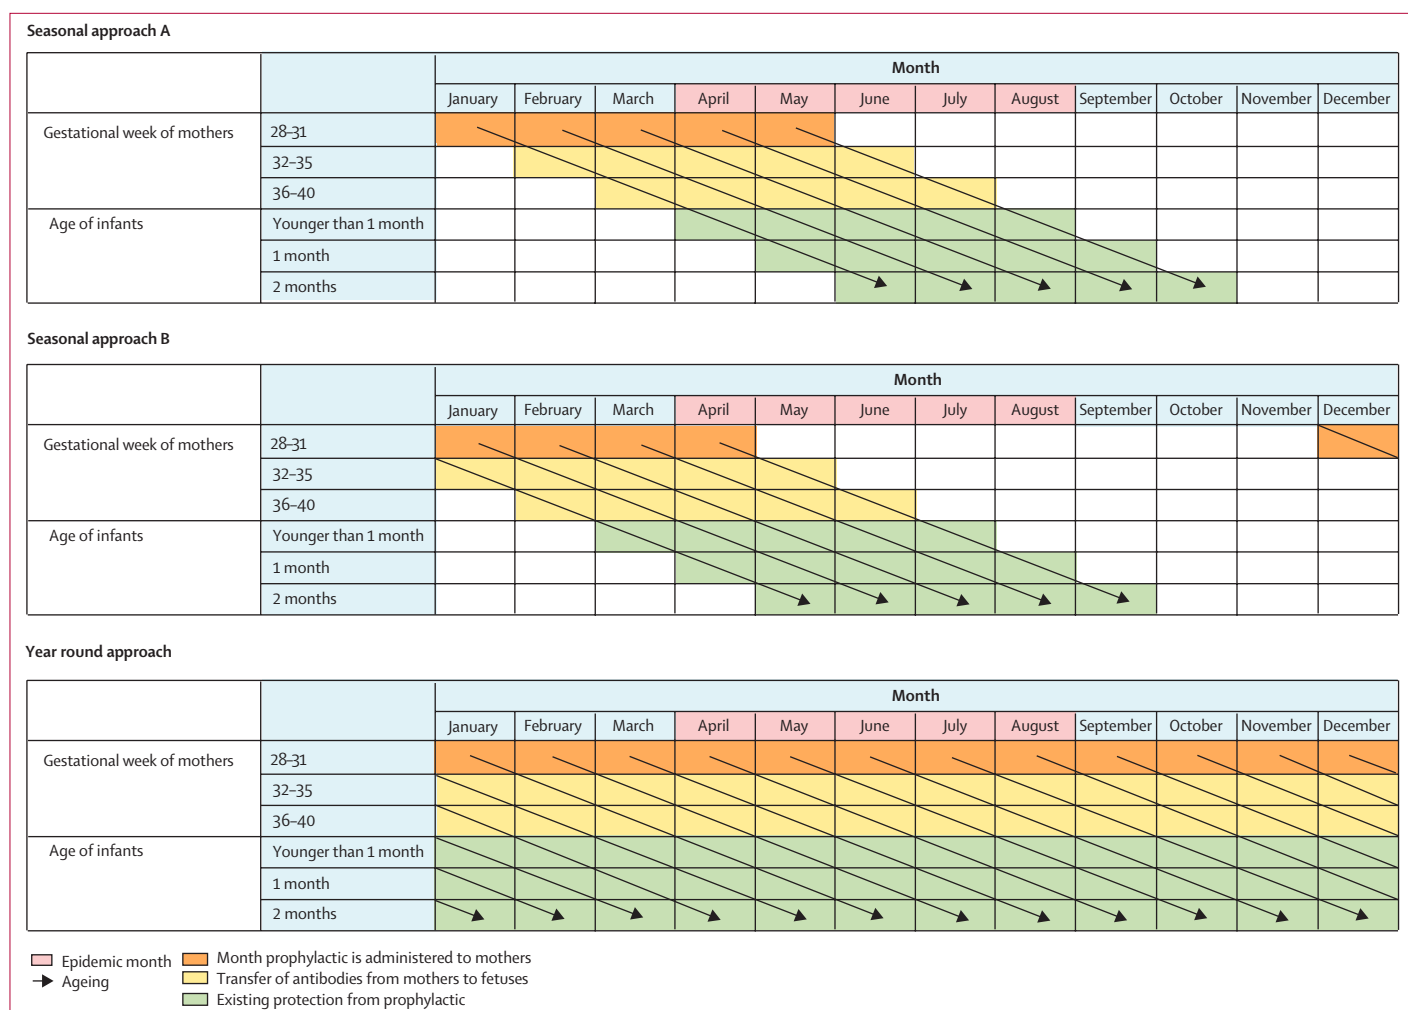 Seasonal approach A
Month
January February March April May June July August September October November December
Gestational week of mothers 28–31
32–35
36–40
Age of infants Younger than 1 month
1 month
2 months
Seasonal approach B
Month
January February March April May June July August September October November December
Gestational week of mothers 28–31
32–35
36–40
Age of infants Younger than 1 month
1 month
2 months
Year round approach
Month
January February March April May June July August September October November December
Gestational week of mothers 28–31
32–35
36–40
Age of infants Younger than 1 month
1 month
2 months
Epidemic month Month prophylactic is administered to mothers
Ageing Transfer of antibodies from mothers to fetuses
Existing protection from prophylactic